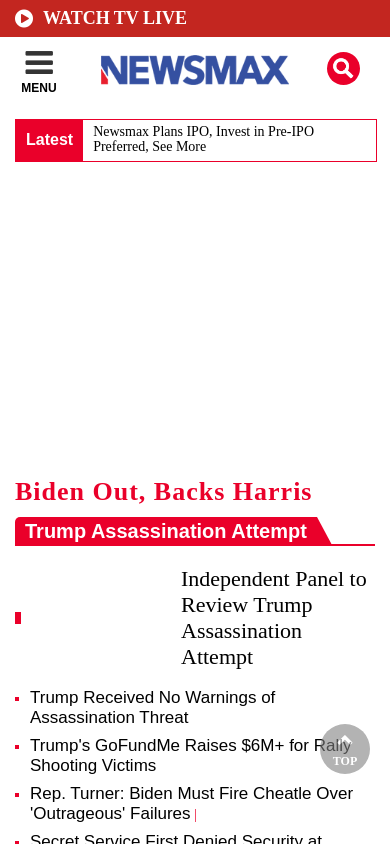 WATCH TV LIVE
MENU
NEWSMAX
Latest
Newsmax Plans IPO, Invest in Pre-IPO
Preferred, See More
Biden Out, Backs Harris
Trump Assassination Attempt
Independent Panel to
Review Trump
Assassination
Attempt
Trump Received No Warnings of
Assassination Threat
Trump's GoFundMe Raises $6M+ for Rally
Shooting Victims
TOP
Rep. Turner: Biden Must Fire Cheatle Over
'Outrageous' Failures |
Secret Service First Denied Security at